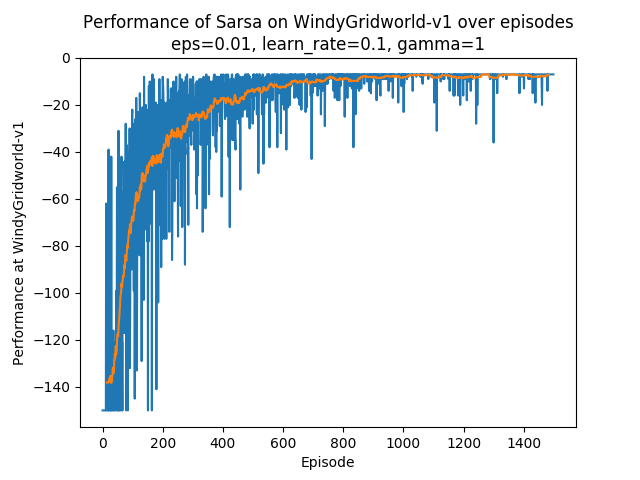 Performance of Sarsa on WindyGridworld-v1 over episodes
eps=0.01, learn_rate=0.1, gamma=1
Performance at WindyGridworld-v1
0
−20
−40
−60
−80
−100
−120
−140
0 200 400 600 800 1000 1200 1400
Episode